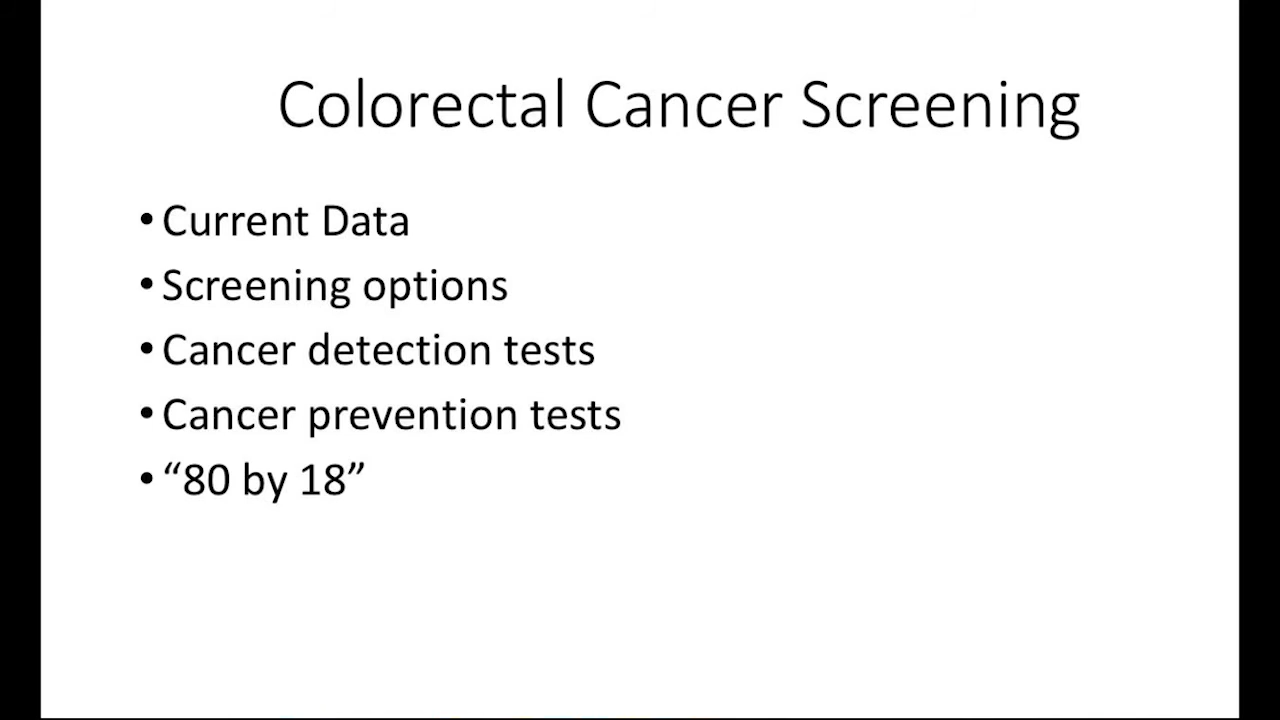 Colorectal Cancer Screening
• Current Data
• Screening options
• Cancer detection tests
• Cancer prevention tests
• “80 by 18”